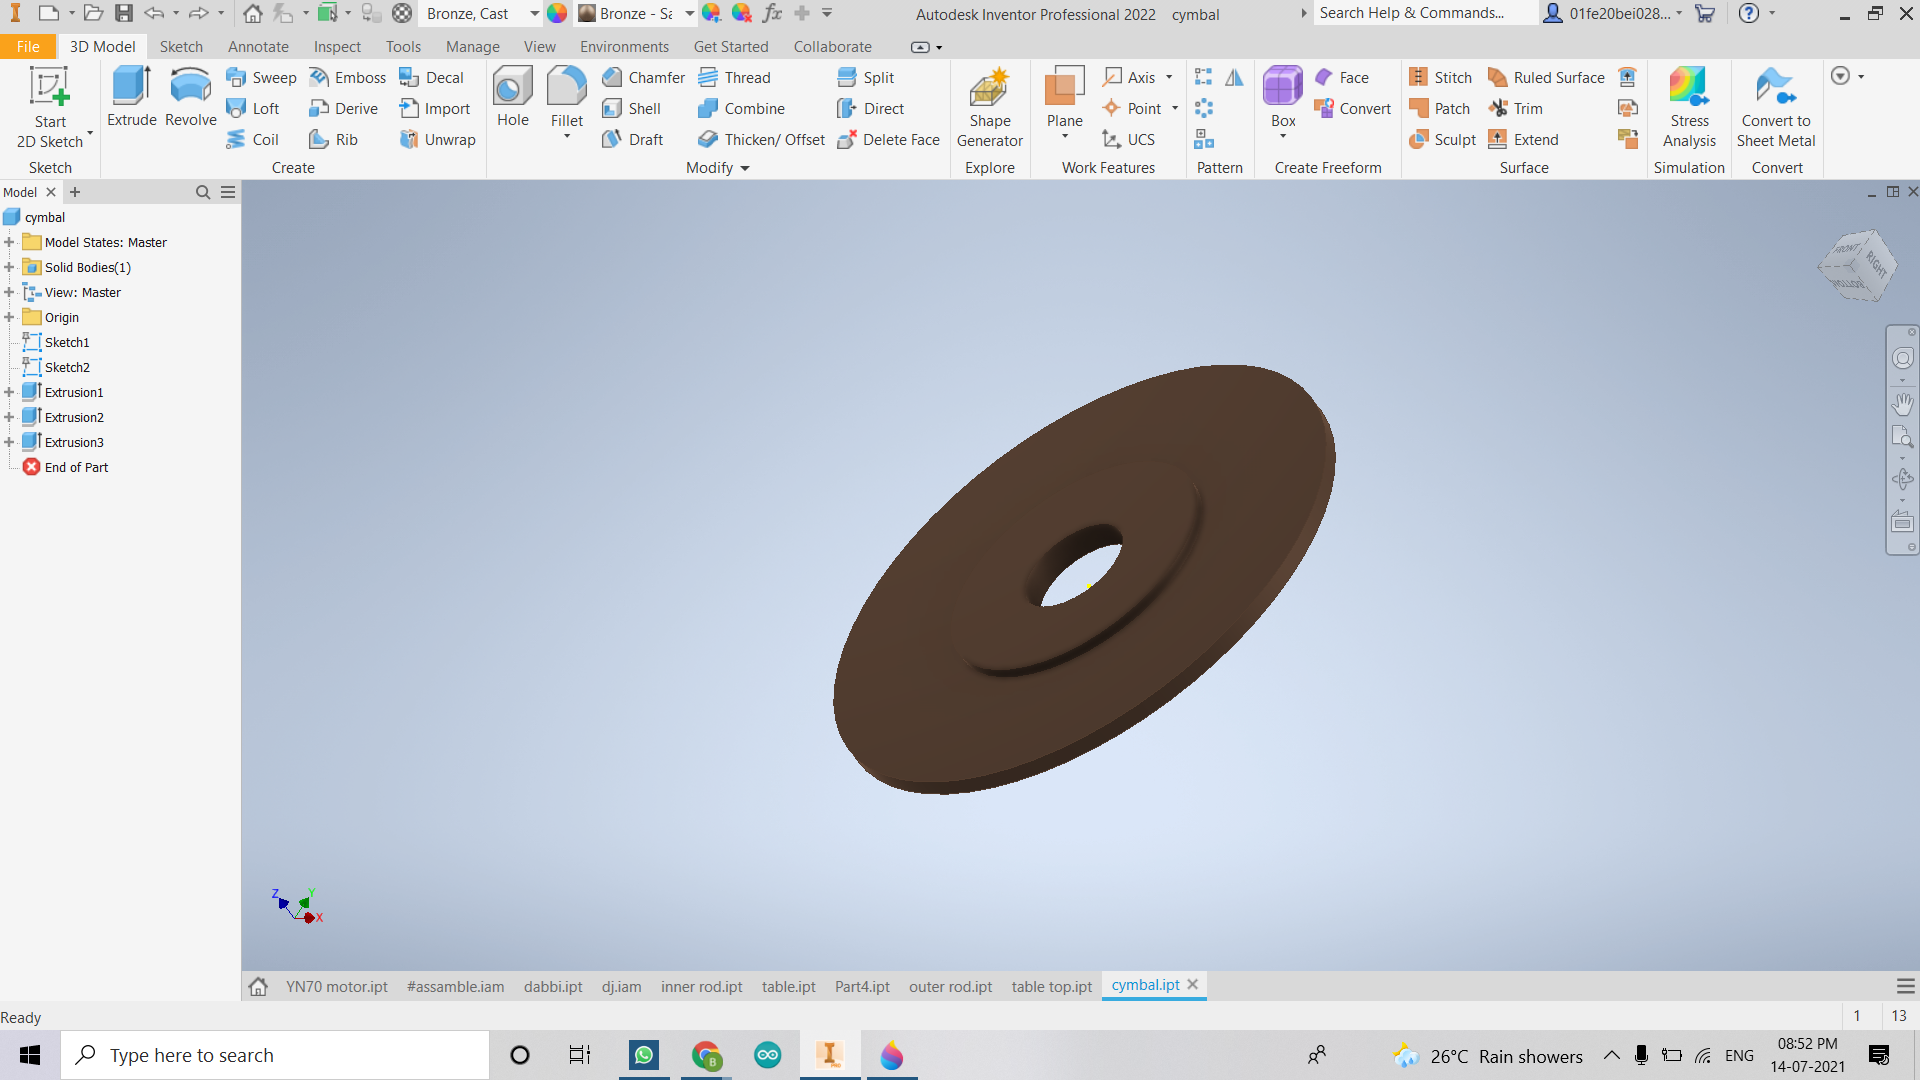 Bronze, Cast
Bronze - Sa
Autodesk Inventor Professional 2022 cymbal
Search Help & Commands...
01fe20bei028...
File
3D Model
Sketch
Annotate
Inspect
Tools
Manage
View
Environments
Get Started
Collaborate
Start
2D Sketch
Sketch
Extrude
Revolve
Sweep
Loft
Coil
Emboss
Derive
Rib
Decal
Import
Unwrap
Create
Hole
Fillet
Chamfer
Shell
Draft
Thread
Combine
Thicken/ Offset
Split
Direct
Delete Face
Modify
Shape
Generator
Explore
Plane
Axis
Point
UCS
Work Features
Pattern
Box
Face
Convert
Create Freeform
Stitch
Patch
Sculpt
Ruled Surface
Trim
Extend
Surface
Stress
Analysis
Simulation
Convert to
Sheet Metal
Convert
Model
cymbal
Model States: Master
Solid Bodies(1)
View: Master
Origin
Sketch1
Sketch2
Extrusion1
Extrusion2
Extrusion3
End of Part
FRONT
RIGHT
BOTTOM
Z
Y
X
YN70 motor.ipt
#assamble.iam
dabbi.ipt
dj.iam
inner rod.ipt
table.ipt
Part4.ipt
outer rod.ipt
table top.ipt
cymbal.ipt
Ready
1
13
Type here to search
B
PRO
26°C Rain showers
ENG
08:52 PM
14-07-2021